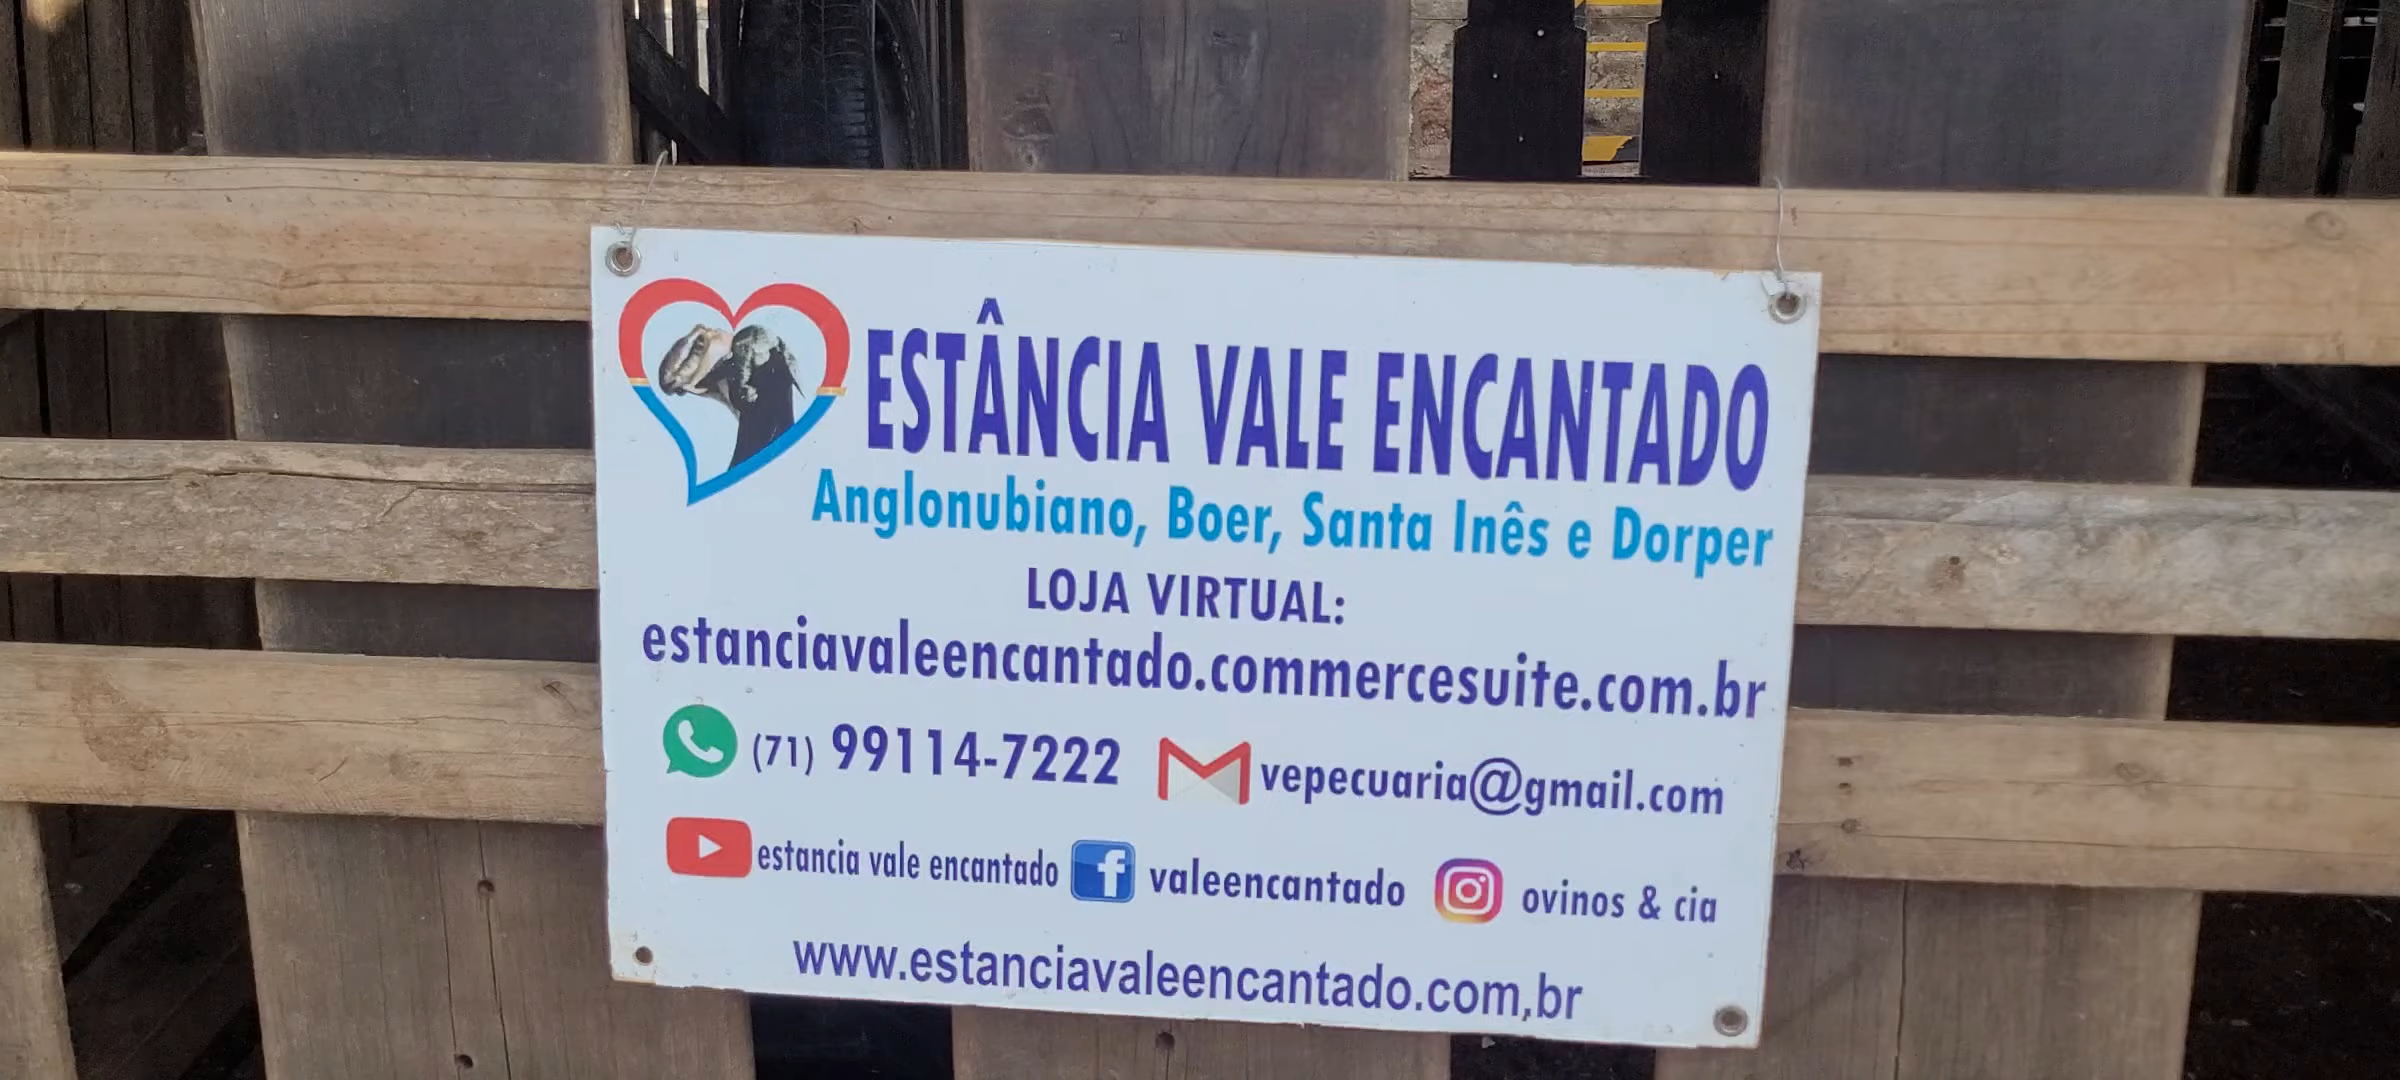 ESTÂNCIA VALE ENCANTADO
Anglonubiano, Boer, Santa Inês e Dorper
LOJA VIRTUAL:
estanciavaleencantado.commercesuite.com.br
(71) 99114-7222 vepecuaria@gmail.com
estancia vale encantado valeencantado ovinos & cia
www.estanciavaleencantado.com,br